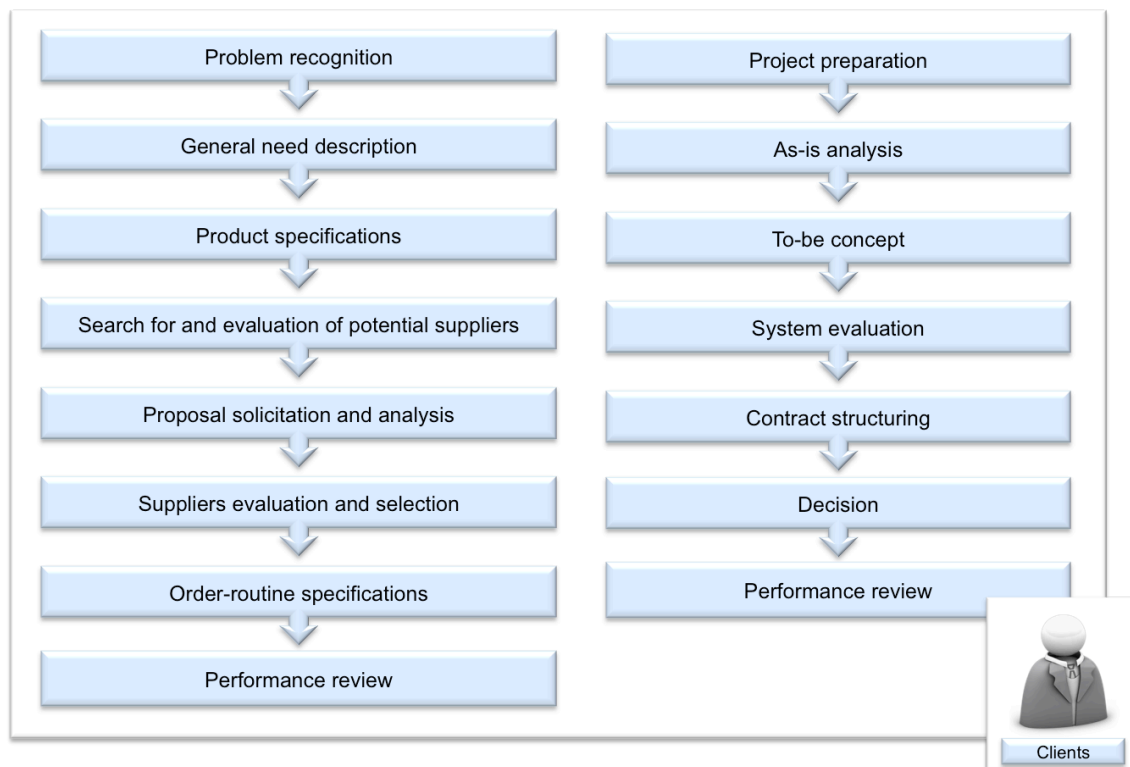 Problem recognition
General need description
Product specifications
Search for and evaluation of potential suppliers
Proposal solicitation and analysis
Suppliers evaluation and selection
Order-routine specifications
Performance review
Project preparation
As-is analysis
To-be concept
System evaluation
Contract structuring
Decision
Performance review
Clients